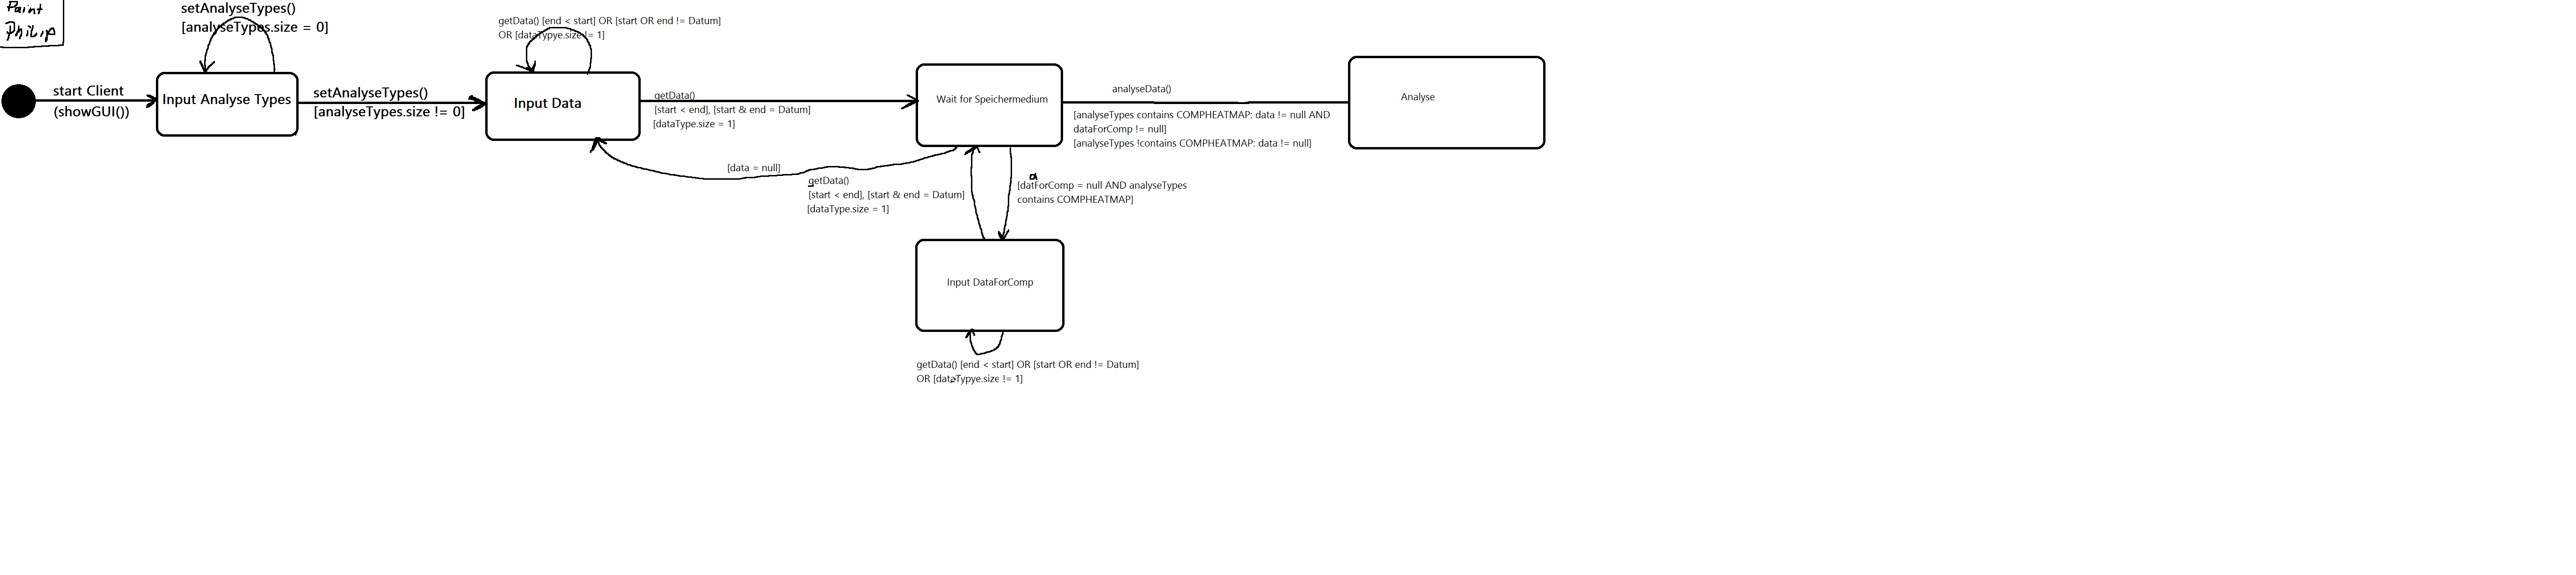 Paint
Philip
setAnalyseTypes()
[analyseTypes.size = 0]
start Client
(showGUI())
Input Analyse Types
setAnalyseTypes()
[analyseTypes.size != 0]
getData() [end < start] OR [start OR end != Datum]
OR [dataTypye.size != 1]
Input Data
getData()
[start < end], [start & end = Datum]
[dataType.size = 1]
Wait for Speichermedium
analyseData()
[analyseTypes contains COMPHEATMAP: data != null AND
dataForComp != null]
[analyseTypes !contains COMPHEATMAP: data != null]
Analyse
[data = null]
getData()
[start < end], [start & end = Datum]
[dataType.size = 1]
a
[datForComp = null AND analyseTypes
contains COMPHEATMAP]
Input DataForComp
getData() [end < start] OR [start OR end != Datum]
OR [dataTypye.size != 1]